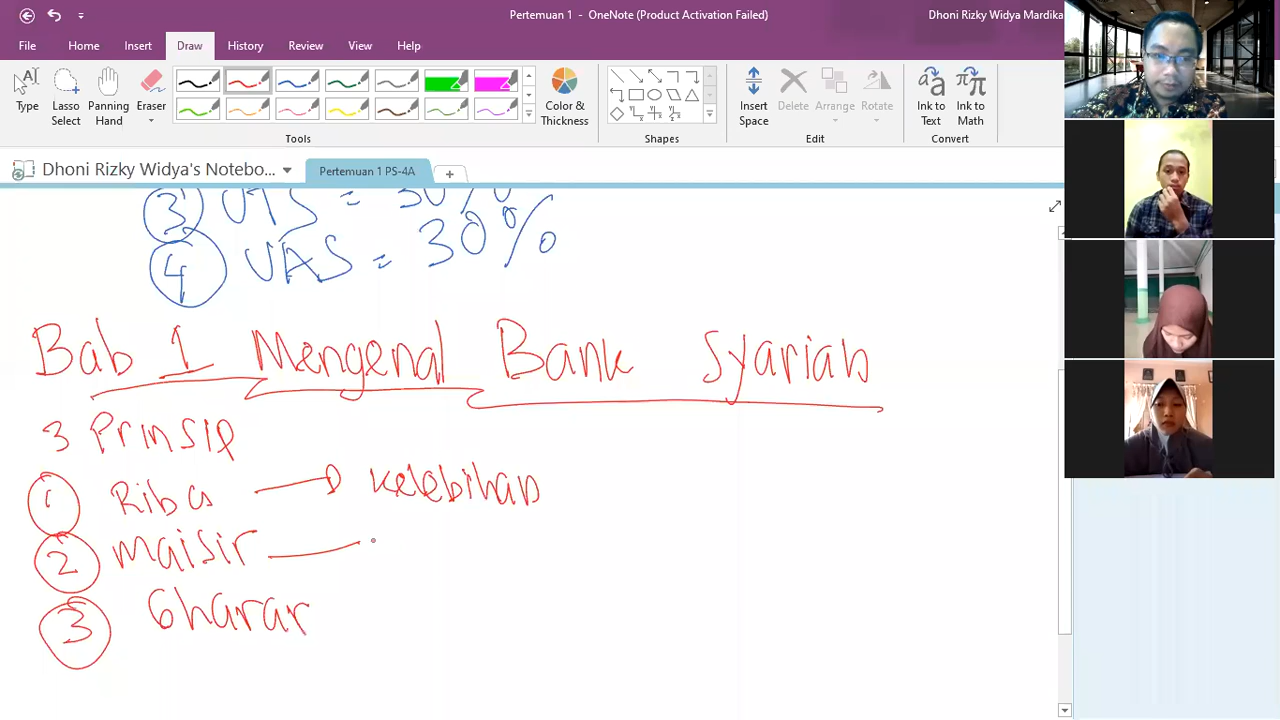 Pertemuan 1 - OneNote (Product Activation Failed)
Dhoni Rizky Widya Mardika
File Home Insert Draw History Review View Help
Type
Lasso Select
Panning Hand
Eraser
Color & Thickness
Insert Space
Delete
Arrange
Rotate
Ink to Text
Ink to Math
Tools
Shapes
Edit
Convert
Dhoni Rizky Widya's Notebo...
Pertemuan 1 PS-4A
3 UTS = 30%
4 UAS = 30%
Bab 1 Mengenal Bank Syariah
3 Prinsip
1 Riba → Kelebihan
2 Maisir
3 Gharar